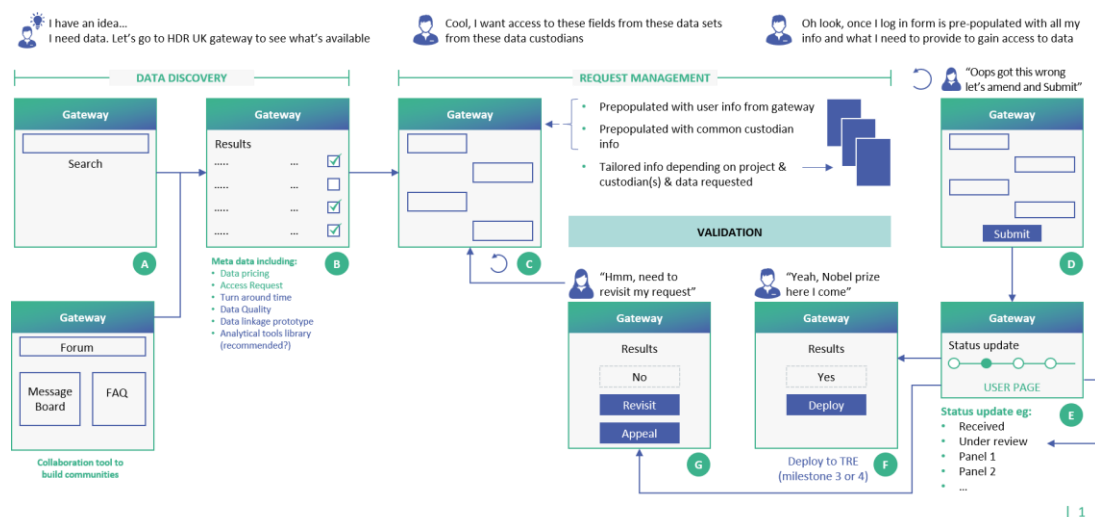 I have an idea...
I need data. Let's go to HDR UK gateway to see what's available
Cool, I want access to these fields from these data sets
from these data custodians
Oh look, once I log in form is pre-populated with all my
info and what I need to provide to gain access to data
DATA DISCOVERY
REQUEST MANAGEMENT
"Oops got this wrong
let's amend and Submit"
Gateway
Search
A
Gateway
Results
..... ...
..... ...
..... ...
..... ...
B
Meta data including:
• Data pricing
• Access Request
• Turn around time
• Data Quality
• Data linkage prototype
• Analytical tools library
(recommended?)
Gateway
C
• Prepopulated with user info from gateway
• Prepopulated with common custodian
info
• Tailored info depending on project &
custodian(s) & data requested
VALIDATION
Gateway
Submit
D
Gateway
Forum
Message
Board
FAQ
Collaboration tool to
build communities
"Hmm, need to
revisit my request"
Gateway
Results
No
Revisit
Appeal
G
"Yeah, Nobel prize
here I come"
Gateway
Results
Yes
Deploy
F
Deploy to TRE
(milestone 3 or 4)
Gateway
Status update
USER PAGE
E
Status update eg:
• Received
• Under review
• Panel 1
• Panel 2
• ...
| 1